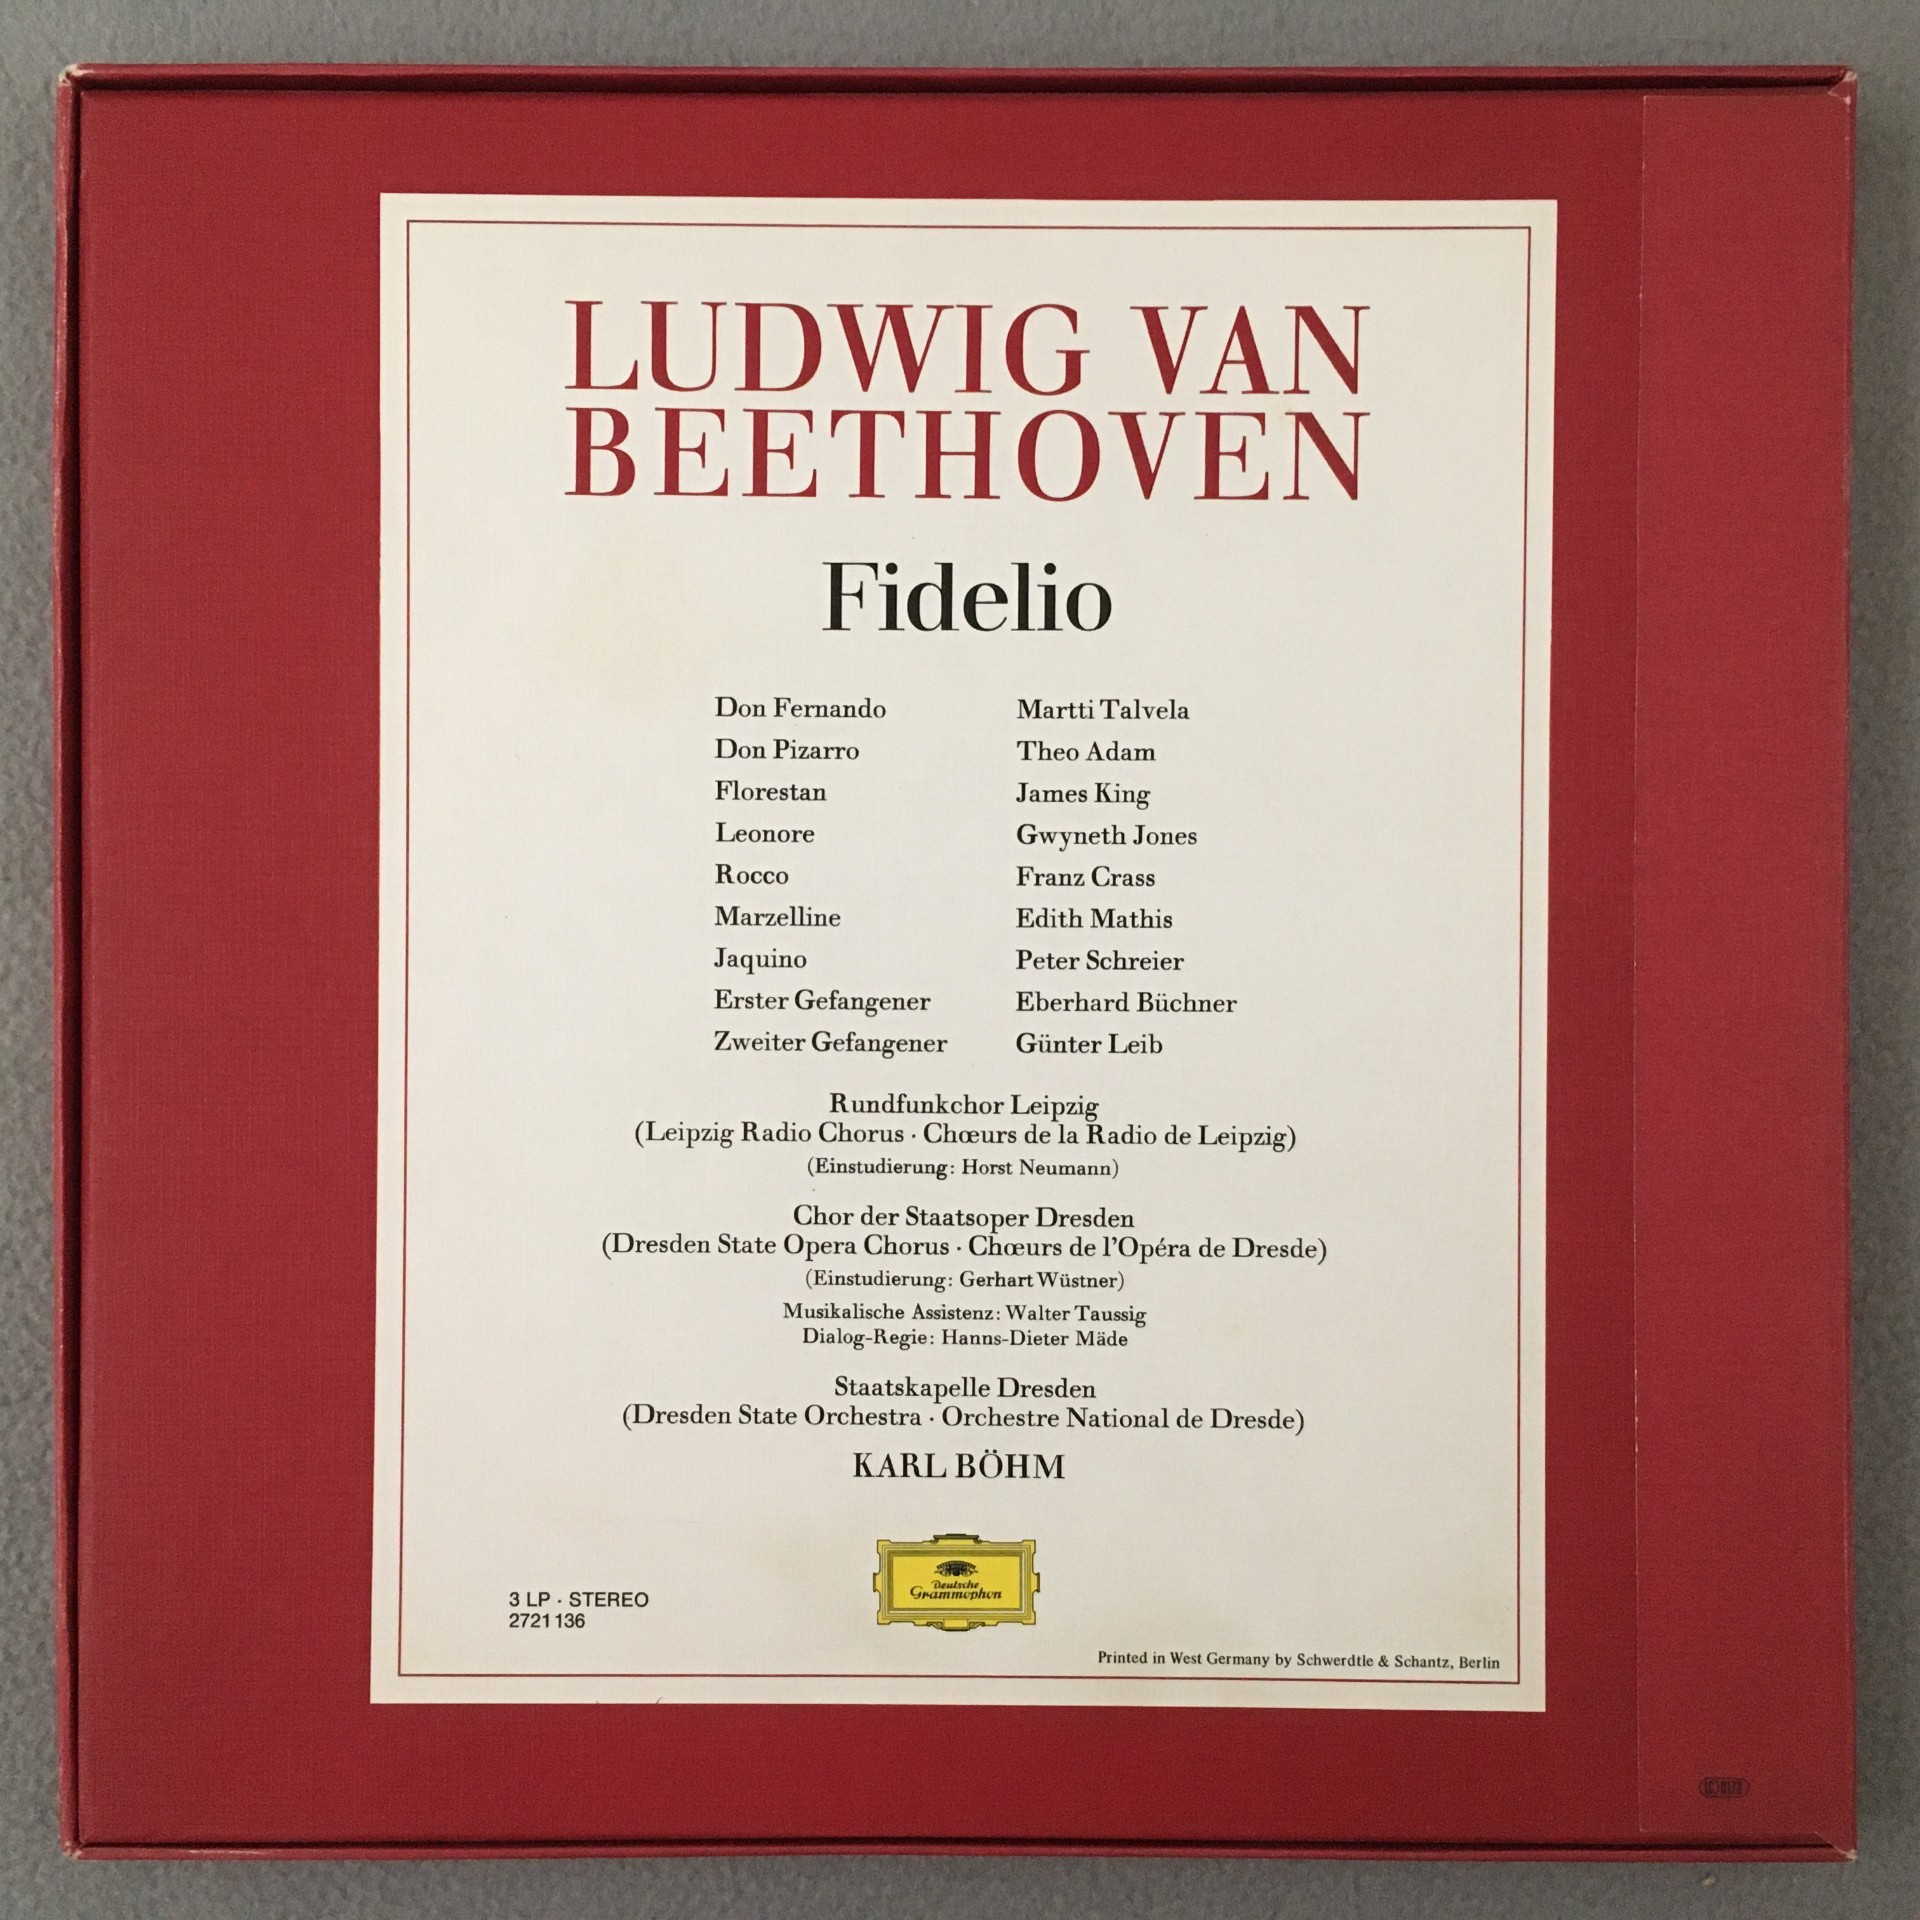 LUDWIG VAN
BEETHOVEN
Fidelio
Don Fernando Martti Talvela
Don Pizarro Theo Adam
Florestan James King
Leonore Gwyneth Jones
Rocco Franz Crass
Marzelline Edith Mathis
Jaquino Peter Schreier
Erster Gefangener Eberhard Büchner
Zweiter Gefangener Günter Leib
Rundfunkchor Leipzig
(Leipzig Radio Chorus · Chœurs de la Radio de Leipzig)
(Einstudierung: Horst Neumann)
Chor der Staatsoper Dresden
(Dresden State Opera Chorus · Chœurs de l'Opéra de Dresde)
(Einstudierung: Gerhart Wüstner)
Musikalische Assistenz: Walter Taussig
Dialog-Regie: Hanns-Dieter Mäde
Staatskapelle Dresden
(Dresden State Orchestra · Orchestre National de Dresde)
KARL BÖHM
Deutsche
Grammophon
3 LP · STEREO
2721 136
Printed in West Germany by Schwerdtle & Schantz, Berlin